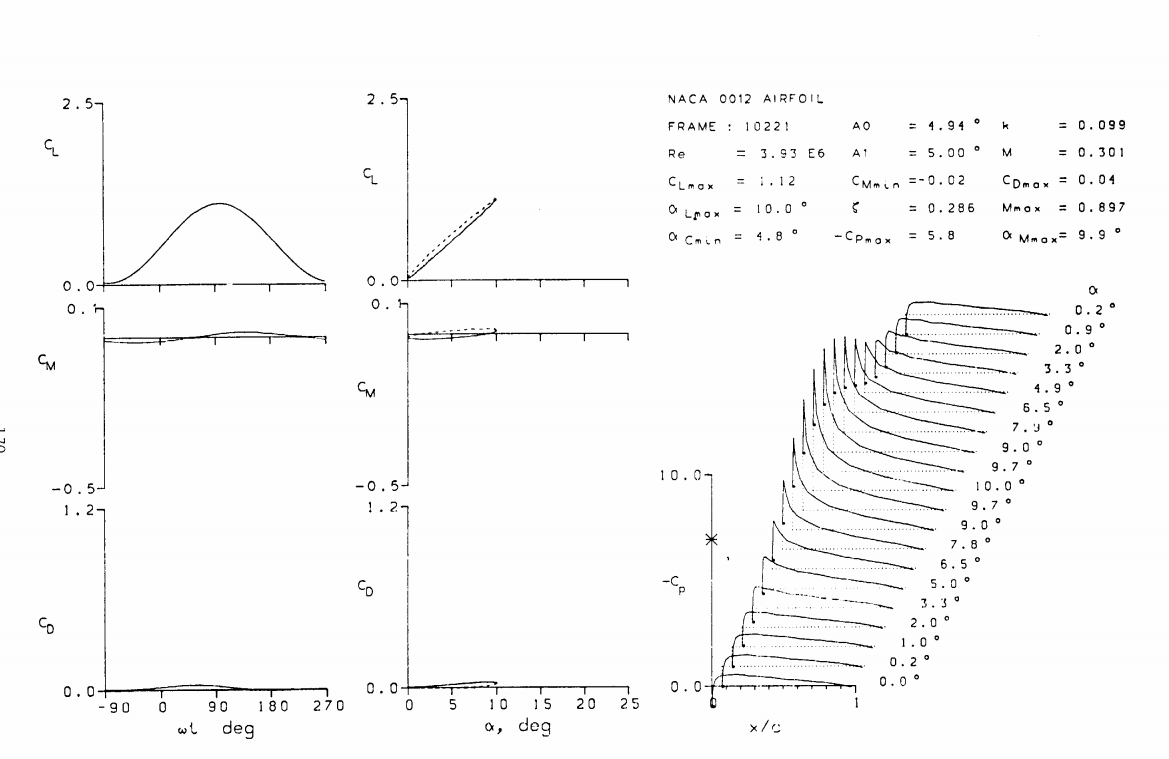 NACA 0012 AIRFOIL
FRAME : 10221 A0 = 4.94 ° k = 0.099
Re = 3.93 E6 A1 = 5.00 ° M = 0.301
CLmax = 1.12 CMmin =-0.02 CDmax = 0.04
α Lmax = 10.0 ° ζ = 0.286 Mmax = 0.897
α Cmin = 4.8 ° -CPmax = 5.8 α Mmax= 9.9 °
2.5
CL
0.0
0.1
CM
-0.5
1.2
CD
0.0
-90 0 90 180 270
ωt deg
2.5
CL
0.0
0.1
CM
-0.5
1.2
CD
0.0
0 5 10 15 20 25
α, deg
α
0.2 °
0.9 °
2.0 °
3.3 °
4.9 °
6.5 °
9.0 °
9.7 °
10.0 °
9.7 °
9.0 °
7.8 °
6.5 °
5.0 °
3.3 °
2.0 °
1.0 °
0.2 °
0.0 °
10.0
-Cp
0.0
0 1
x/c